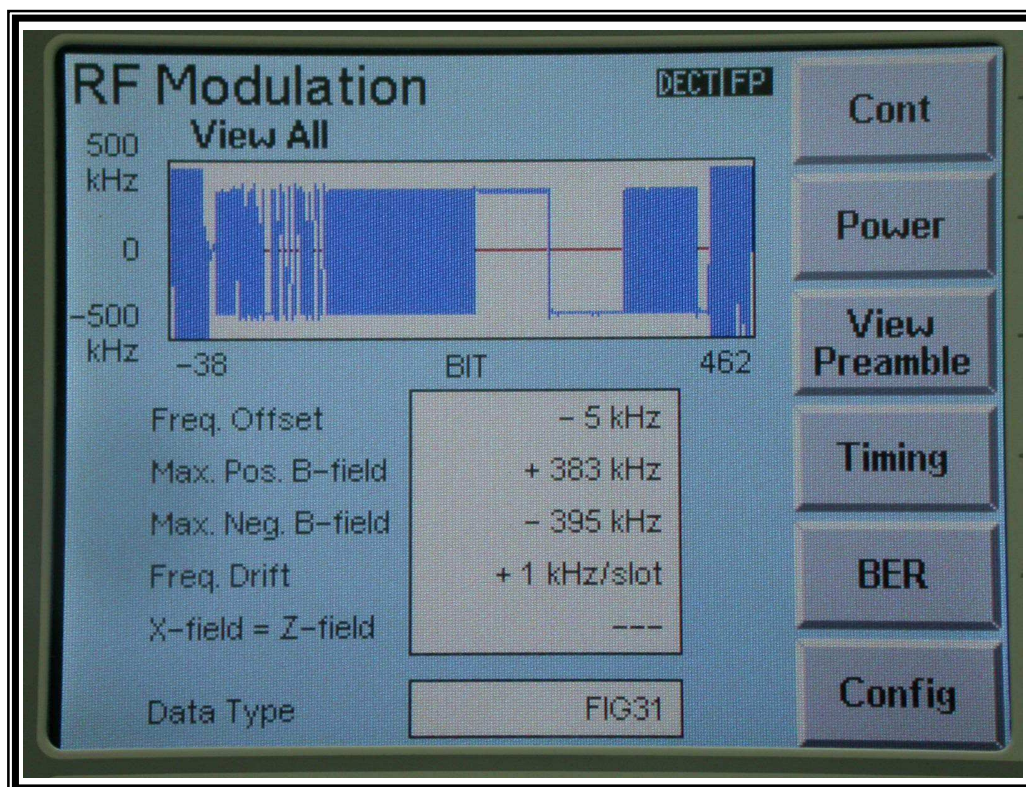 RF Modulation
DECT FP
View All
500
kHz
0
-500
kHz
-38
BIT
462
Freq. Offset
- 5 kHz
Max. Pos. B-field
+ 383 kHz
Max. Neg. B-field
- 395 kHz
Freq. Drift
+ 1 kHz/slot
X-field = Z-field
---
Data Type
FIG31
Cont
Power
View
Preamble
Timing
BER
Config